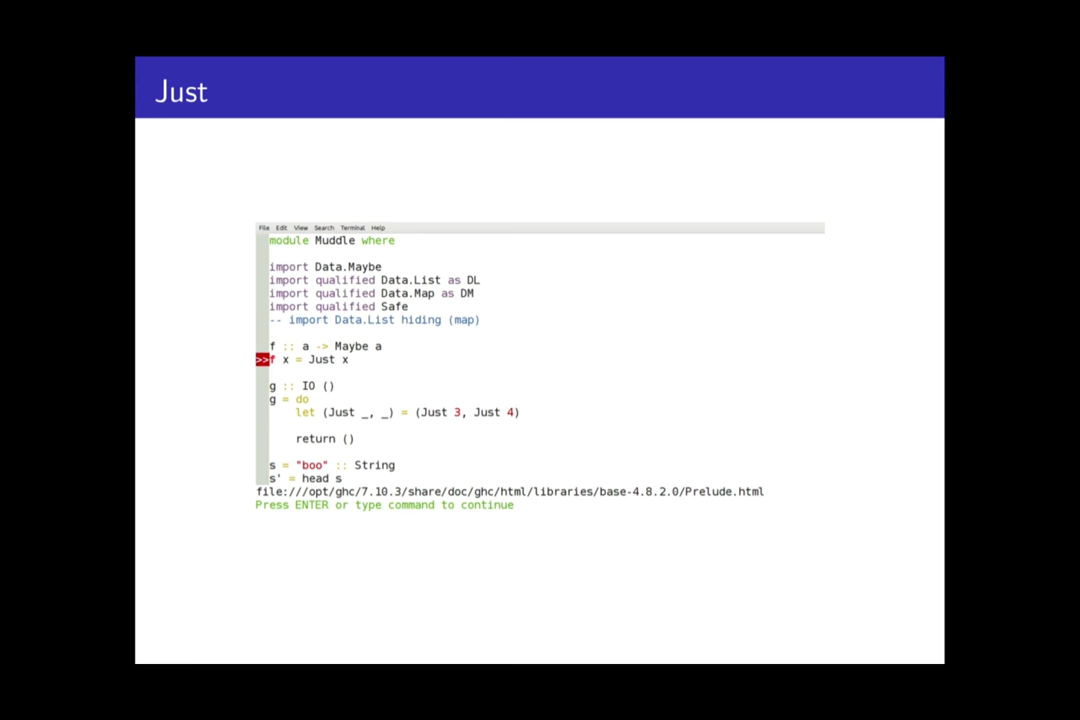 Just
File Edit View Search Terminal Help
module Muddle where
import Data.Maybe
import qualified Data.List as DL
import qualified Data.Map as DM
import qualified Safe
-- import Data.List hiding (map)
f :: a -> Maybe a
>>f x = Just x
g :: IO ()
g = do
let (Just _, _) = (Just 3, Just 4)
return ()
s = "boo" :: String
s' = head s
file:///opt/ghc/7.10.3/share/doc/ghc/html/libraries/base-4.8.2.0/Prelude.html
Press ENTER or type command to continue